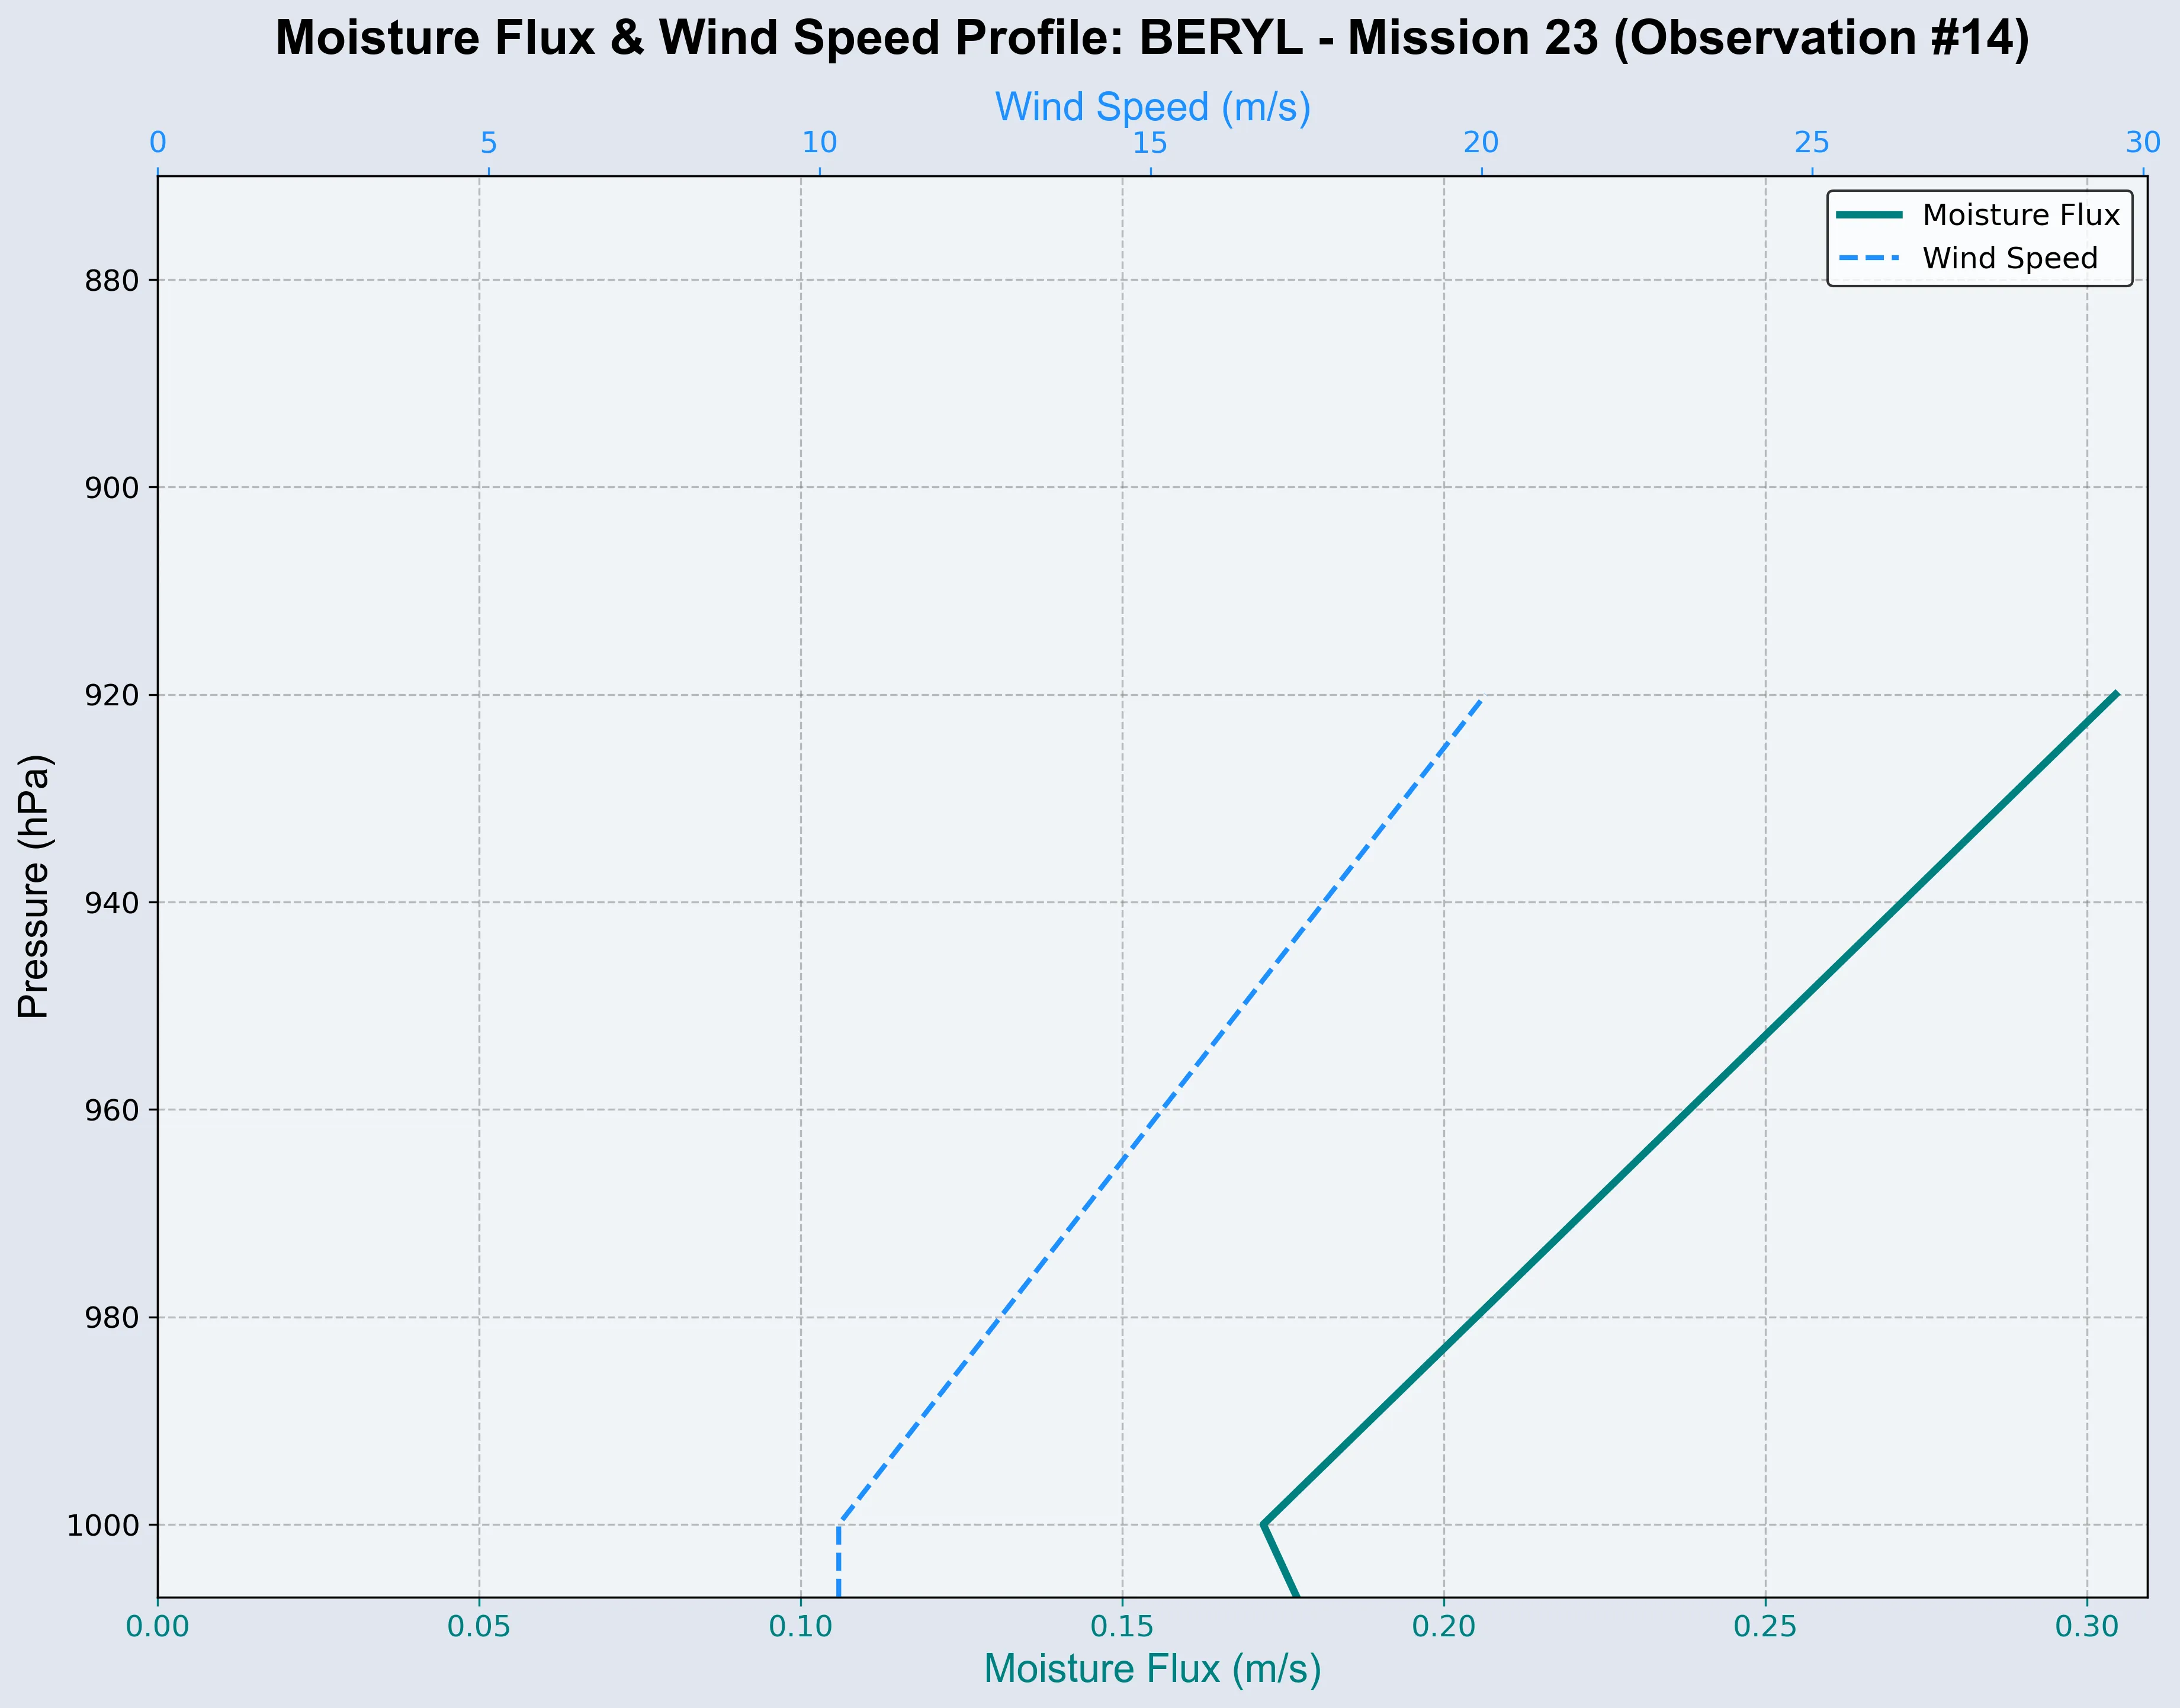 Moisture Flux & Wind Speed Profile: BERYL - Mission 23 (Observation #14)
Wind Speed (m/s)
0 5 10 15 20 25 30
Moisture Flux
Wind Speed
880
900
920
940
960
980
1000
Pressure (hPa)
0.00 0.05 0.10 0.15 0.20 0.25 0.30
Moisture Flux (m/s)